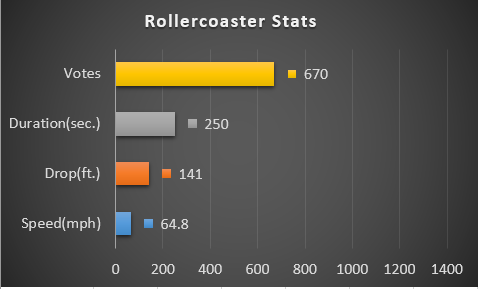 Rollercoaster Stats
Votes 670
Duration(sec.) 250
Drop(ft.) 141
Speed(mph) 64.8
0 200 400 600 800 1000 1200 1400